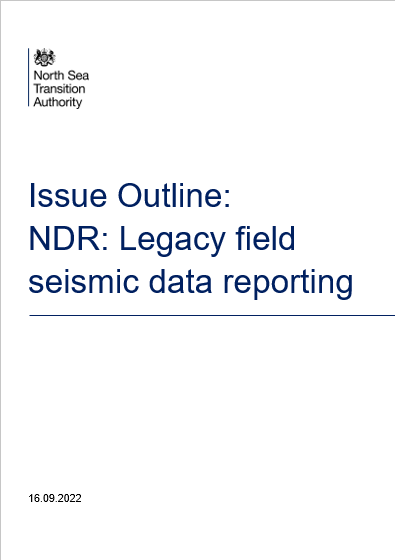 North Sea
Transition
Authority
Issue Outline:
NDR: Legacy field
seismic data reporting
16.09.2022